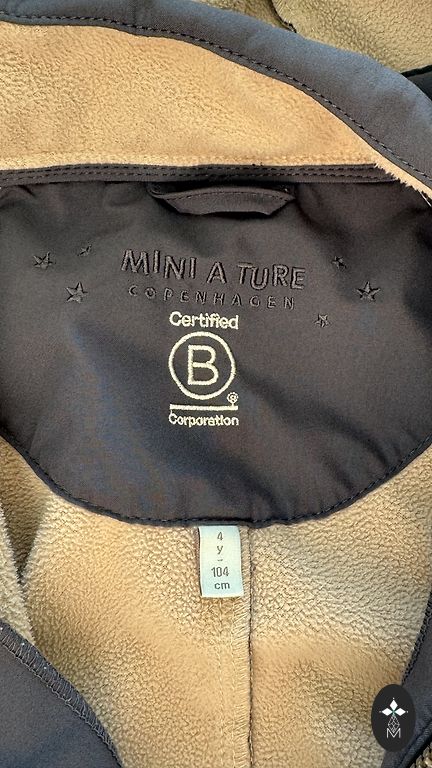 MINI A TURE
COPENHAGEN
Certified
B
®
Corporation
4
y
-
104
cm
M